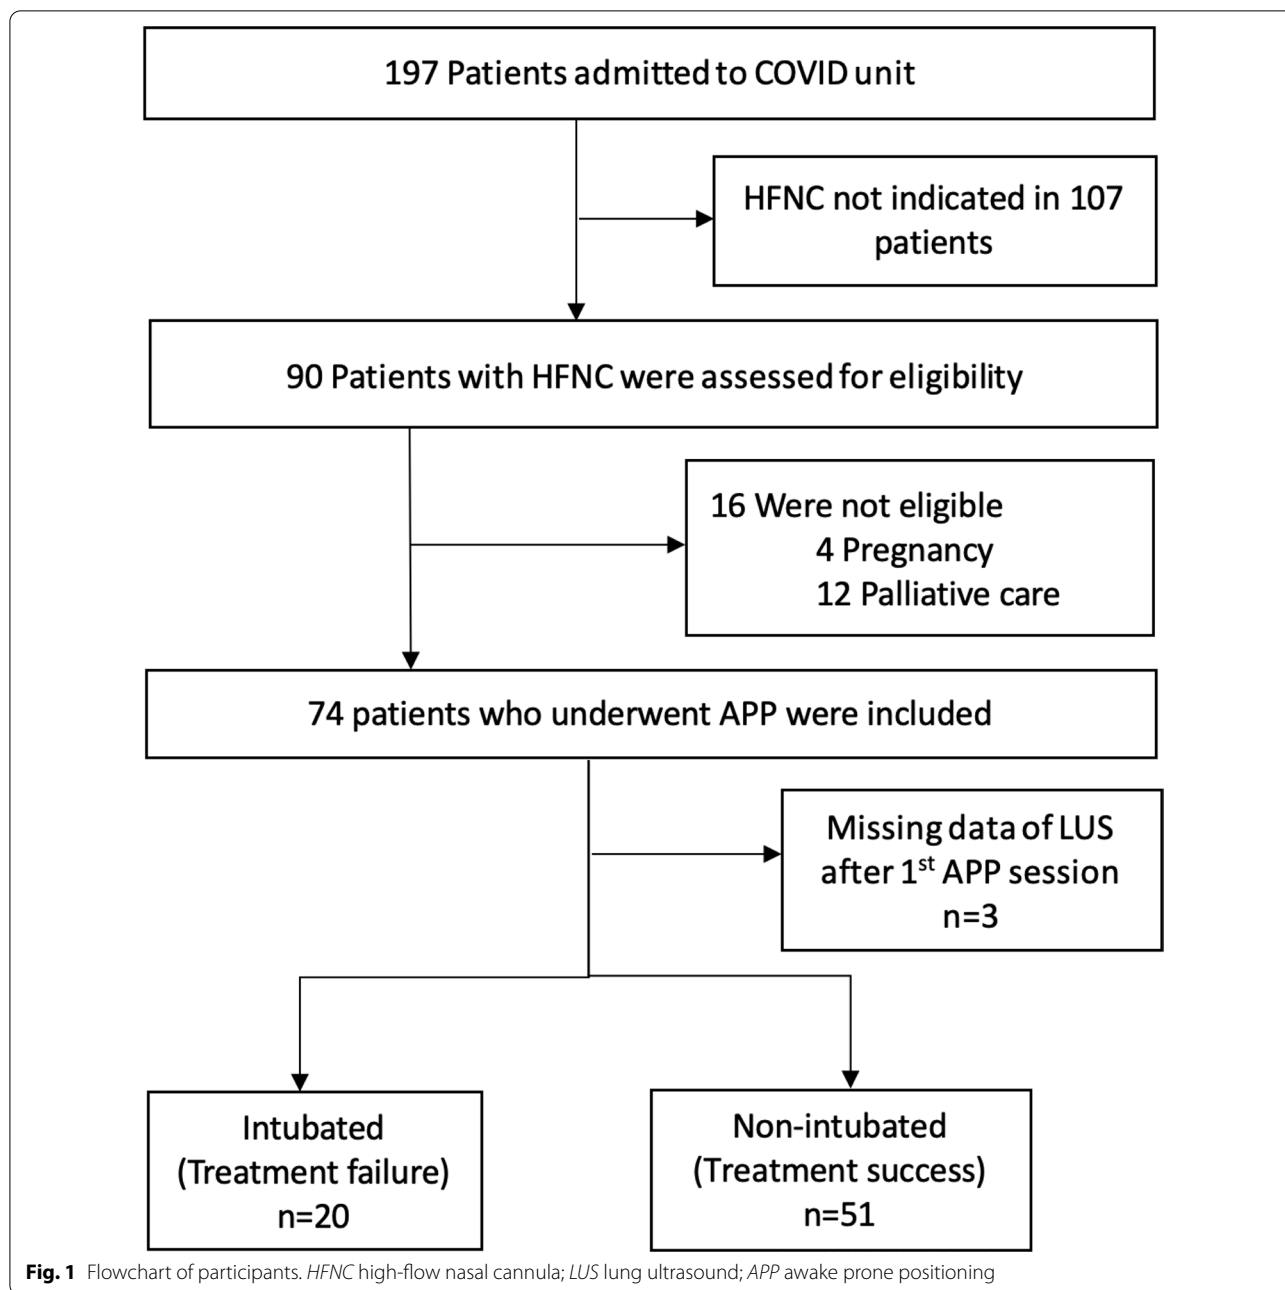 197 Patients admitted to COVID unit
HFNC not indicated in 107
patients
90 Patients with HFNC were assessed for eligibility
16 Were not eligible
4 Pregnancy
12 Palliative care
74 patients who underwent APP were included
Missing data of LUS
after 1st APP session
n=3
Intubated
(Treatment failure)
n=20
Non-intubated
(Treatment success)
n=51
Fig. 1 Flowchart of participants. HFNC high-flow nasal cannula; LUS lung ultrasound; APP awake prone positioning